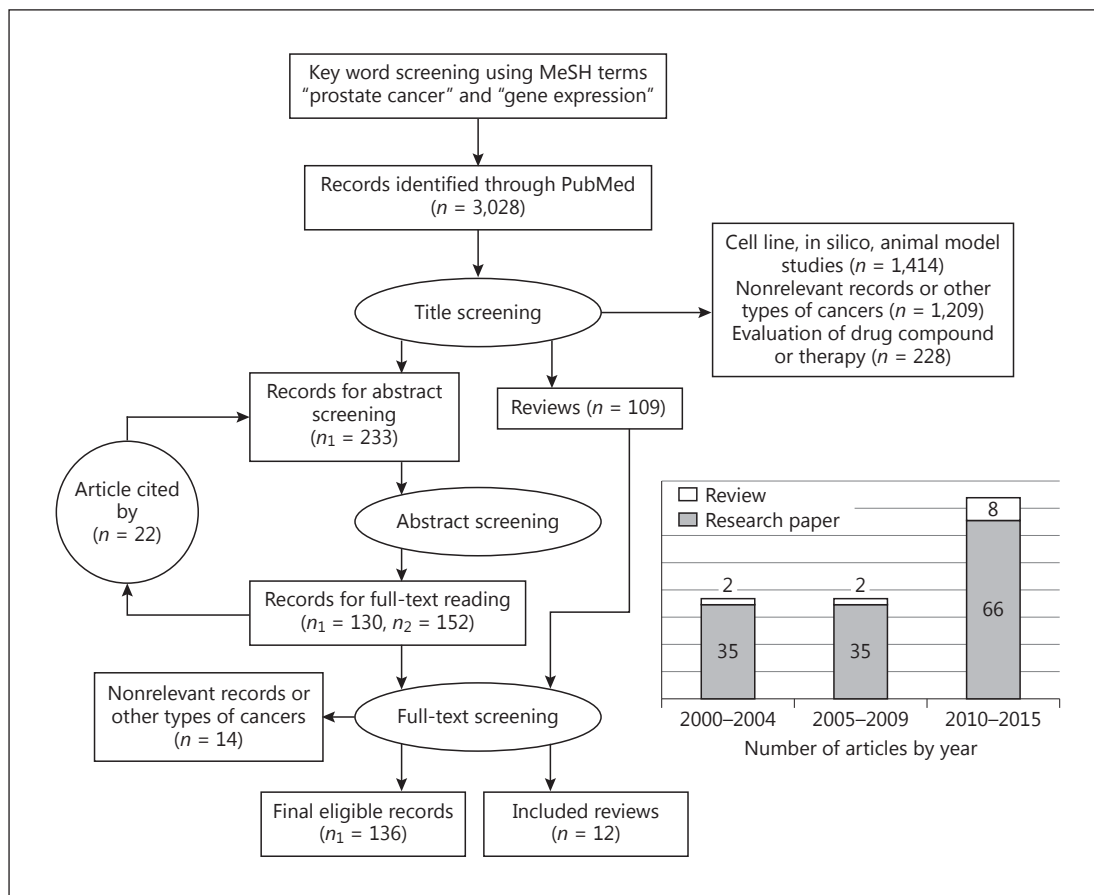 Key word screening using MeSH terms
“prostate cancer” and “gene expression”
Records identified through PubMed
(n = 3,028)
Cell line, in silico, animal model
studies (n = 1,414)
Nonrelevant records or other
types of cancers (n = 1,209)
Evaluation of drug compound
or therapy (n = 228)
Title screening
Records for abstract
screening
(n1 = 233)
Reviews (n = 109)
Article cited
by
(n = 22)
Abstract screening
Records for full-text reading
(n1 = 130, n2 = 152)
Nonrelevant records or
other types of cancers
(n = 14)
Full-text screening
Final eligible records
(n1 = 136)
Included reviews
(n = 12)
Review
Research paper
2
2
8
35
35
66
2000–2004
2005–2009
2010–2015
Number of articles by year